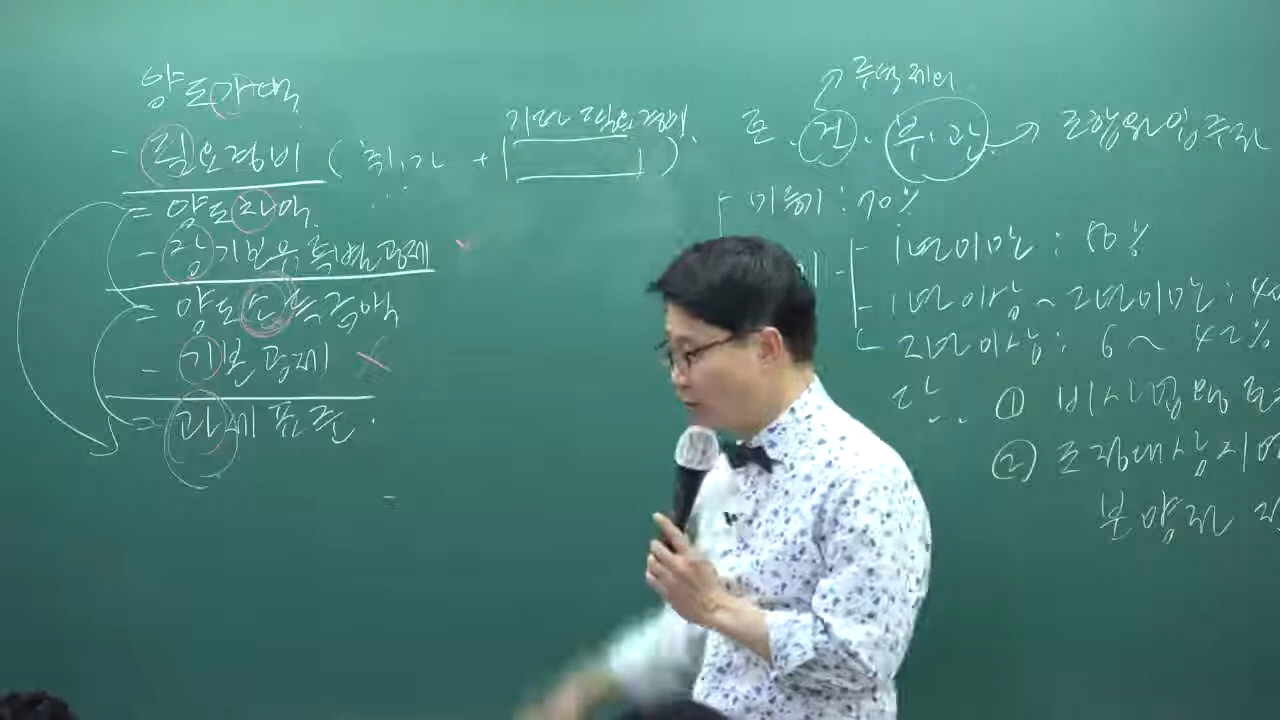 양도가액
- 필요경비 ( 취.가 +
기타 필요경비 )
= 양도차익
- 장기보유특별공제
= 양도소득금액
- 기본공제
= 과세표준.
주택제외
토.건.부.관. → 조합원입주권
미등기 : 70%
1년미만 : 50%
1년이상 ~ 2년미만 : 40
2년이상 : 6 ~ 42%
단
① 비사업용 토
② 조정대상지역
분양권